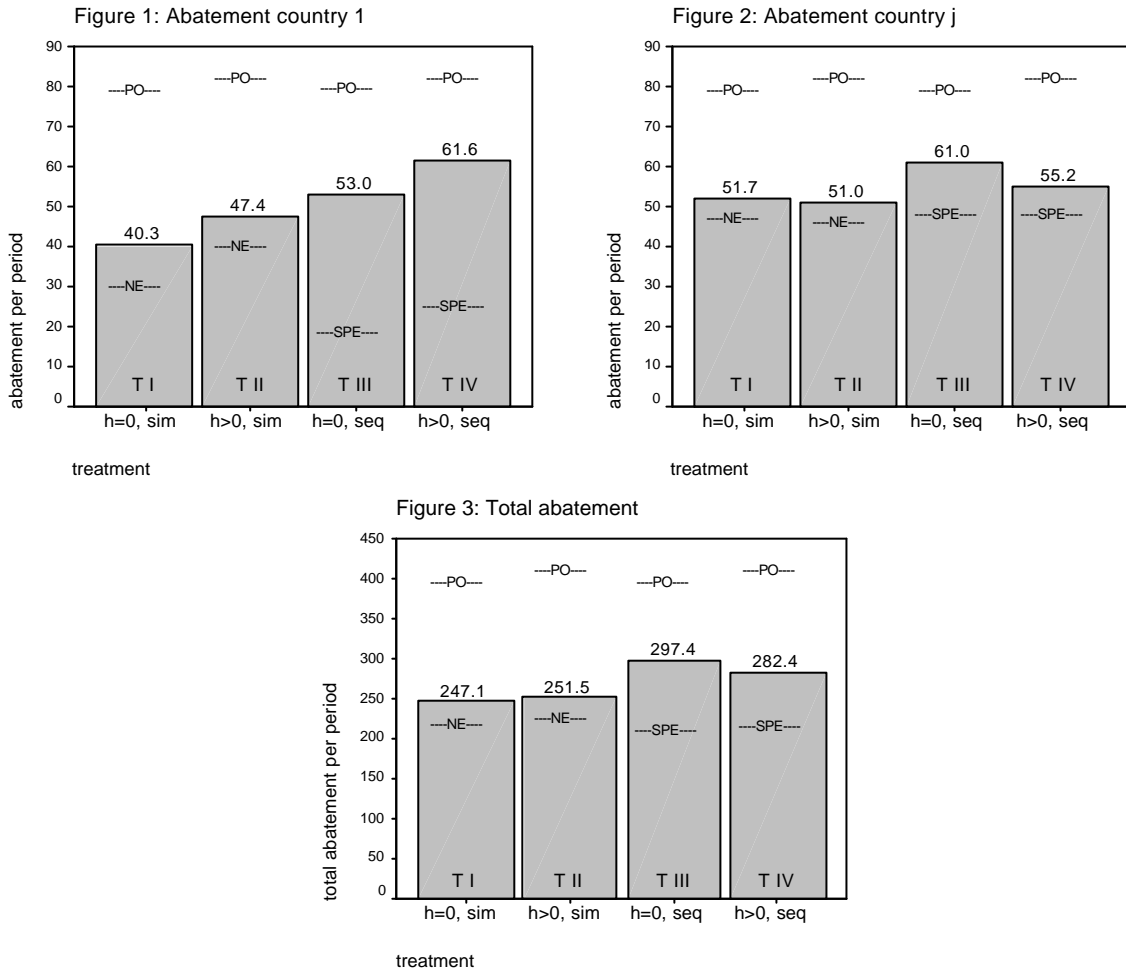 Figure 1: Abatement country 1
abatement per period
90
80
70
60
50
40
30
20
10
0
----PO----
----PO----
----PO----
----PO----
40.3
47.4
53.0
61.6
----NE----
----NE----
----SPE----
----SPE----
T I
T II
T III
T IV
h=0, sim
h>0, sim
h=0, seq
h>0, seq
treatment
Figure 2: Abatement country j
abatement per period
90
80
70
60
50
40
30
20
10
0
----PO----
----PO----
----PO----
----PO----
51.7
51.0
61.0
55.2
----NE----
----NE----
----SPE----
----SPE----
T I
T II
T III
T IV
h=0, sim
h>0, sim
h=0, seq
h>0, seq
treatment
Figure 3: Total abatement
total abatement per period
450
400
350
300
250
200
150
100
50
0
----PO----
----PO----
----PO----
----PO----
247.1
251.5
297.4
282.4
----NE----
----NE----
----SPE----
----SPE----
T I
T II
T III
T IV
h=0, sim
h>0, sim
h=0, seq
h>0, seq
treatment